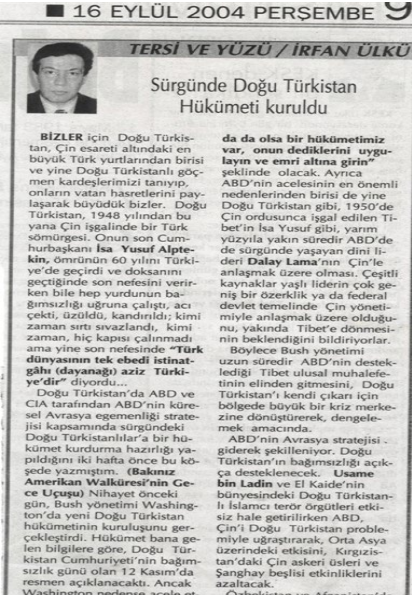 ■ 16 EYLÜL 2004 PERŞEMBE 9
TERSİ VE YÜZÜ / İRFAN ÜLKÜ
Sürgünde Doğu Türkistan
Hükümeti kuruldu
BİZLER için Doğu Türkis-
tan, Çin esareti altındaki en
büyük Türk yurtlarından birisi
ve yine Doğu Türkistanlı göç-
men kardeşlerimizi tanıyıp,
onların vatan hasretlerini pay-
laşarak büyüdük bizler. Doğu
Türkistan, 1948 yılından bu
yana Çin işgalinde bir Türk
sömürgesi. Onun son Cum-
hurbaşkanı İsa Yusuf Alpte-
kin, ömrünün 60 yılını Türki-
ye'de geçirdi ve doksanını
geçtiğinde son nefesini verir-
ken bile hep yurdunun ba-
ğımsızlığı uğruna çalıştı, acı
çekti, üzüldü, kandırıldı; kimi
zaman sırtı sıvazlandı, kimi
zaman, hiç kapısı çalınmadı
ama yine son nefesinde "Türk
dünyasının tek ebedi istinat-
gâhı (dayanağı) aziz Türki-
ye'dir" diyordu...
Doğu Türkistan'da ABD ve
CIA tarafından ABD'nin küre-
sel Avrasya egemenliği strate-
jisi kapsamında sürgündeki
Doğu Türkistanlılar'a bir hü-
kümet kurdurma hazırlığı ya-
pıldığını iki hafta önce bu kö-
şede yazmıştım. (Bakınız
Amerikan Walküresi'nin Ge-
ce Uçuşu) Nihayet önceki
gün, Bush yönetimi Washing-
ton'da yeni Doğu Türkistan
hükümetinin kuruluşunu ger-
çekleştirdi. Hükümet bana ge-
len bilgilere göre, Doğu Tür-
kistan Cumhuriyeti'nin bağım-
sızlık günü olan 12 Kasım'da
resmen açıklanacaktı. Ancak
Washington nedense acele et
da da olsa bir hükümetimiz
var, onun dediklerini uygu-
layın ve emri altına girin"
şeklinde olacak. Ayrıca
ABD'nin acelesinin en önemli
nedenlerinden birisi de yine
Doğu Türkistan gibi, 1950'de
Çin ordusunca işgal edilen Ti-
bet'in İsa Yusuf gibi, yarım
yüzyıla yakın süredir ABD'de
de sürgünde yaşayan dini li-
deri Dalay Lama'nın Çin'le
anlaşmak üzere olması. Çeşitli
kaynaklar yaşlı liderin çok ge-
niş bir özerklik ya da federal
devlet temelinde Çin yöneti-
miyle anlaşmak üzere olduğu-
nu, yakında Tibet'e dönmesi-
nin beklendiğini bildiriyorlar.
Böylece Bush yönetimi
uzun süredir ABD'nin destek-
lediği Tibet ulusal muhalefe-
tinin elinden gitmesini, Doğu
Türkistan'ı kendi çıkarı için
bölgede büyük bir kriz merke-
zine dönüştürerek, dengele-
mek amacında.
ABD'nin Avrasya stratejisi
giderek şekilleniyor. Doğu
Türkistan'ın bağımsızlığı açık-
ça desteklenecek. Usame
bin Ladin ve El Kaide'nin
bünyesindeki Doğu Türkistan-
lı İslamcı terör örgütleri etki-
siz hale getirilirken ABD,
Çin'i Doğu Türkistan proble-
miyle uğraştırarak, Orta Asya
üzerindeki etkisini, Kırgızis-
tan'daki Çin askeri üsleri ve
Şanghay beşlisi etkinliklerini
azaltacak.